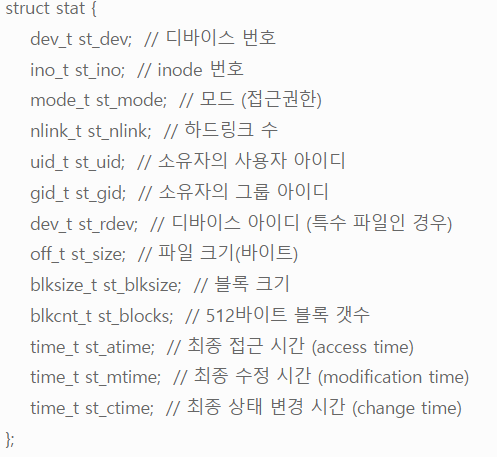 struct stat {
dev_t st_dev;  // 디바이스 번호
ino_t st_ino;  // inode 번호
mode_t st_mode;  // 모드 (접근권한)
nlink_t st_nlink;  // 하드링크 수
uid_t st_uid;  // 소유자의 사용자 아이디
gid_t st_gid;  // 소유자의 그룹 아이디
dev_t st_rdev;  // 디바이스 아이디 (특수 파일인 경우)
off_t st_size;  // 파일 크기(바이트)
blksize_t st_blksize;  // 블록 크기
blkcnt_t st_blocks;  // 512바이트 블록 갯수
time_t st_atime;  // 최종 접근 시간 (access time)
time_t st_mtime;  // 최종 수정 시간 (modification time)
time_t st_ctime;  // 최종 상태 변경 시간 (change time)
};